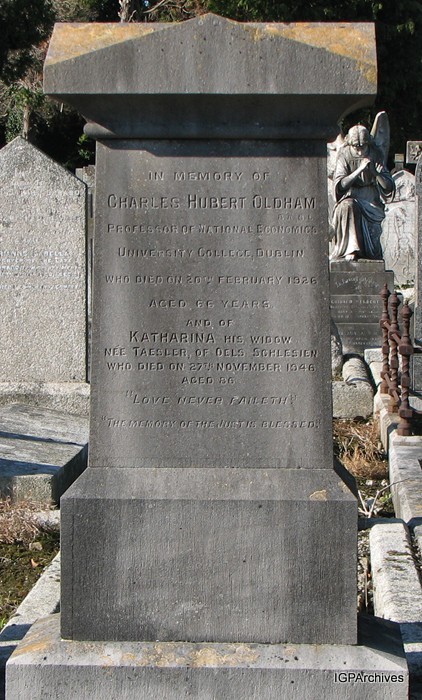 IN MEMORY OF
CHARLES HUBERT OLDHAM
PROFESSOR OF NATIONAL ECONOMICS
UNIVERSITY COLLEGE, DUBLIN
WHO DIED ON 20TH FEBRUARY 1926
AGED 66 YEARS
AND OF
KATHARINA HIS WIDOW
NÉE TAEGLER, OF OELS, SCHLESIEN
WHO DIED ON 27TH NOVEMBER 1946
AGED 86
"LOVE NEVER FAILETH"
"THE MEMORY OF THE JUST IS BLESSED."
IGPArchives